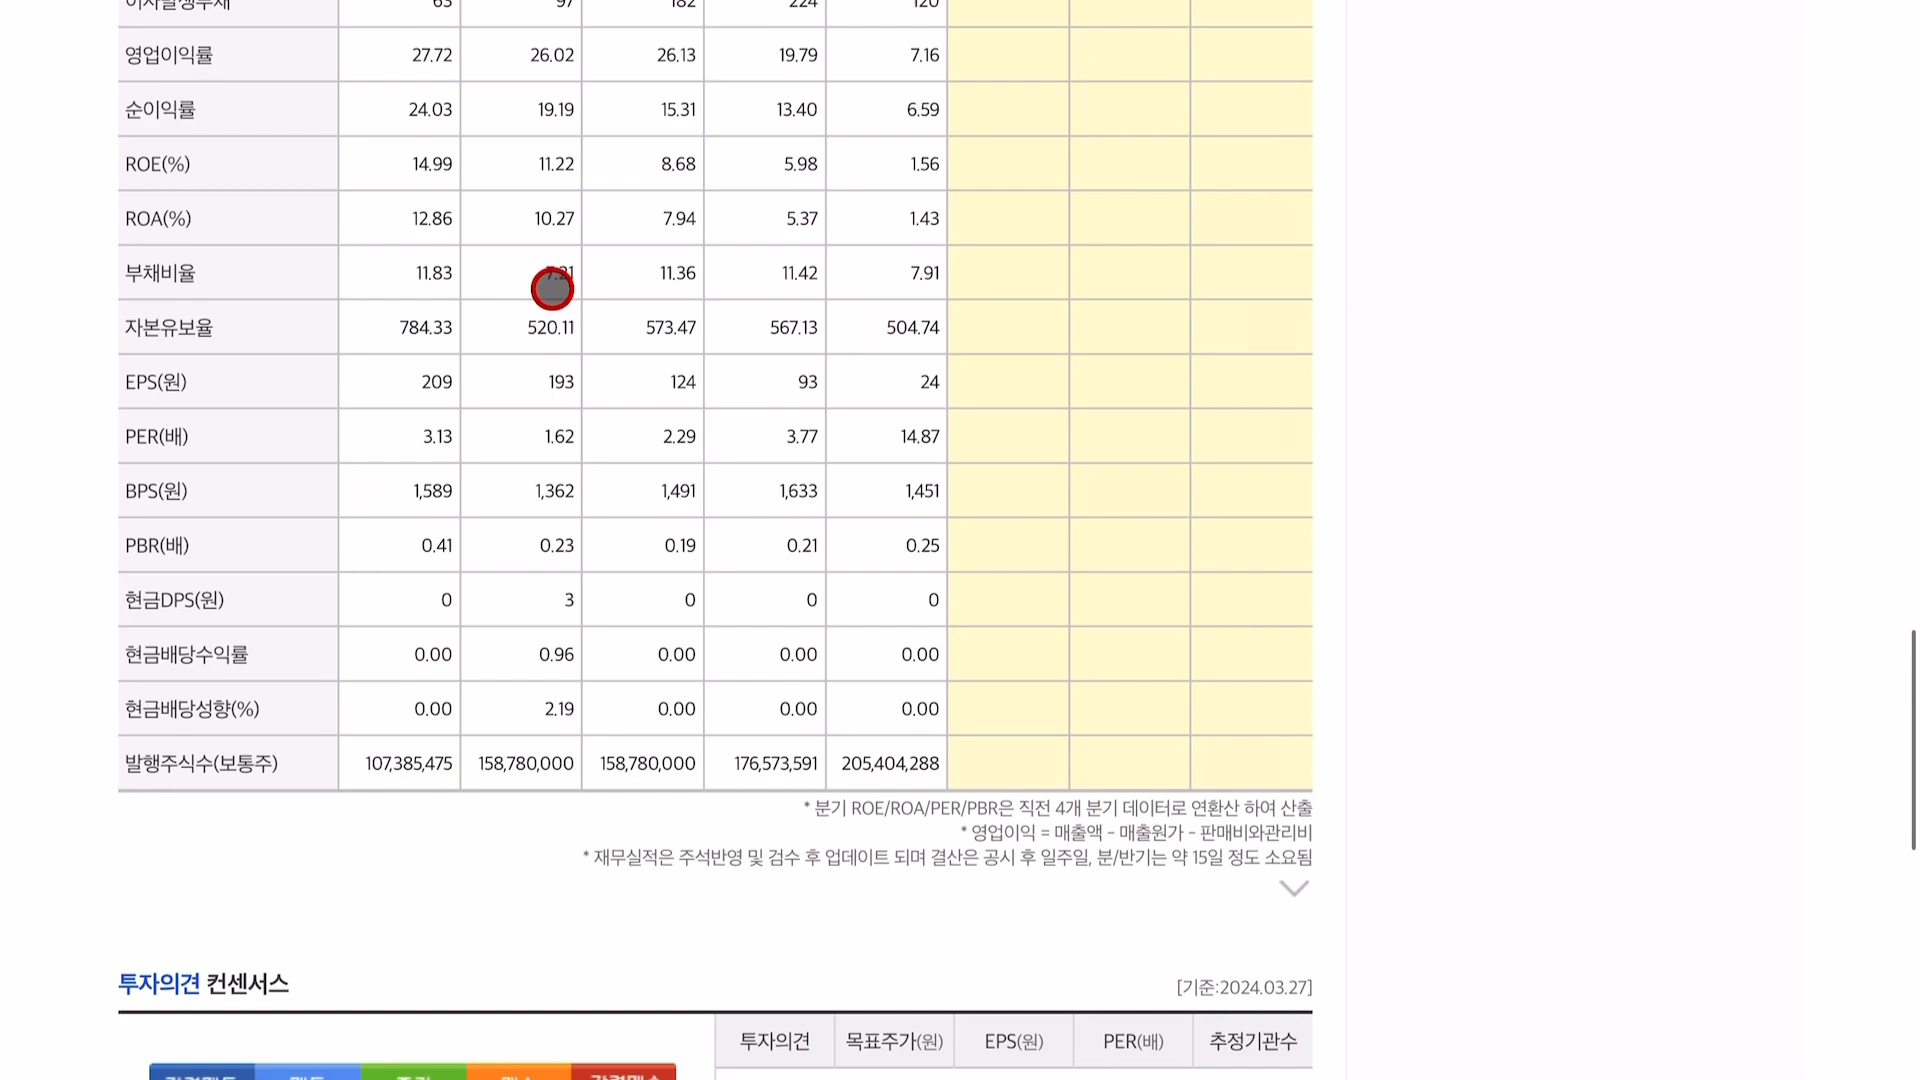 이자발생부채 63 97 182 224 120
영업이익률 27.72 26.02 26.13 19.79 7.16
순이익률 24.03 19.19 15.31 13.40 6.59
ROE(%) 14.99 11.22 8.68 5.98 1.56
ROA(%) 12.86 10.27 7.94 5.37 1.43
부채비율 11.83 7.21 11.36 11.42 7.91
자본유보율 784.33 520.11 573.47 567.13 504.74
EPS(원) 209 193 124 93 24
PER(배) 3.13 1.62 2.29 3.77 14.87
BPS(원) 1,589 1,362 1,491 1,633 1,451
PBR(배) 0.41 0.23 0.19 0.21 0.25
현금DPS(원) 0 3 0 0 0
현금배당수익률 0.00 0.96 0.00 0.00 0.00
현금배당성향(%) 0.00 2.19 0.00 0.00 0.00
발행주식수(보통주) 107,385,475 158,780,000 158,780,000 176,573,591 205,404,288
* 분기 ROE/ROA/PER/PBR은 직전 4개 분기 데이터로 연환산 하여 산출
* 영업이익 = 매출액 - 매출원가 - 판매비와관리비
* 재무실적은 주석반영 및 검수 후 업데이트 되며 결산은 공시 후 일주일, 분/반기는 약 15일 정도 소요됨
투자의견 컨센서스 [기준:2024.03.27]
투자의견 목표주가(원) EPS(원) PER(배) 추정기관수